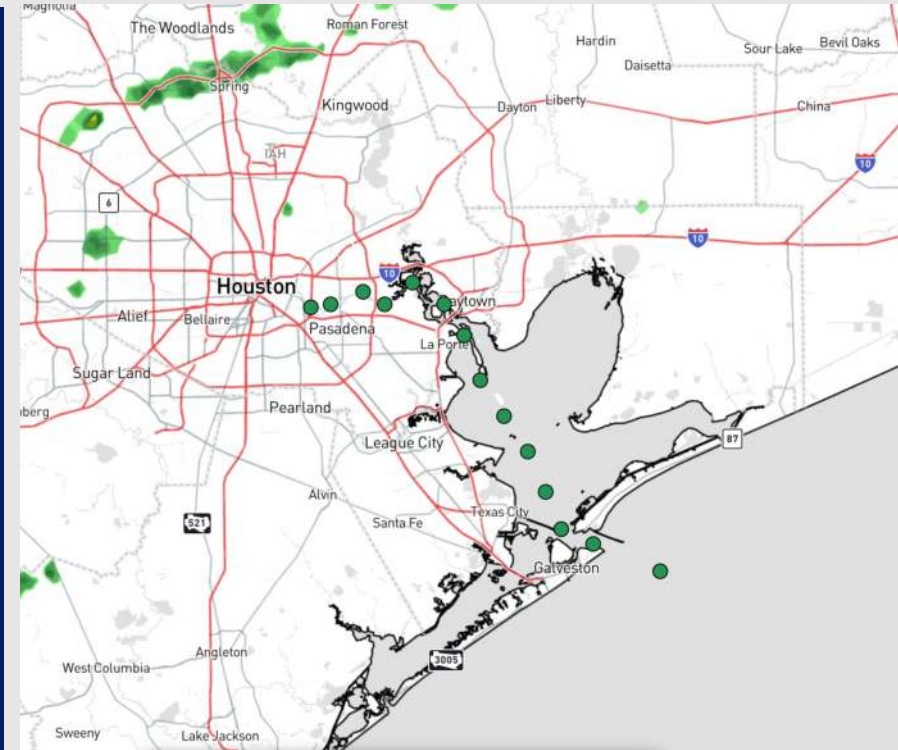 Magnolia
The Woodlands
Roman Forest
Hardin
Sour Lake
Bevil Oaks
Daisetta
Spring
Kingwood
Dayton
Liberty
China
IAH
10
6
10
10
Houston
aytown
Alief
Bellaire
Pasadena
La Porte
Sugar Land
Pearland
nberg
League City
87
Alvin
521
Santa Fe
Texas City
Galveston
3005
Angleton
West Columbia
Sweeny
Lake Jackson